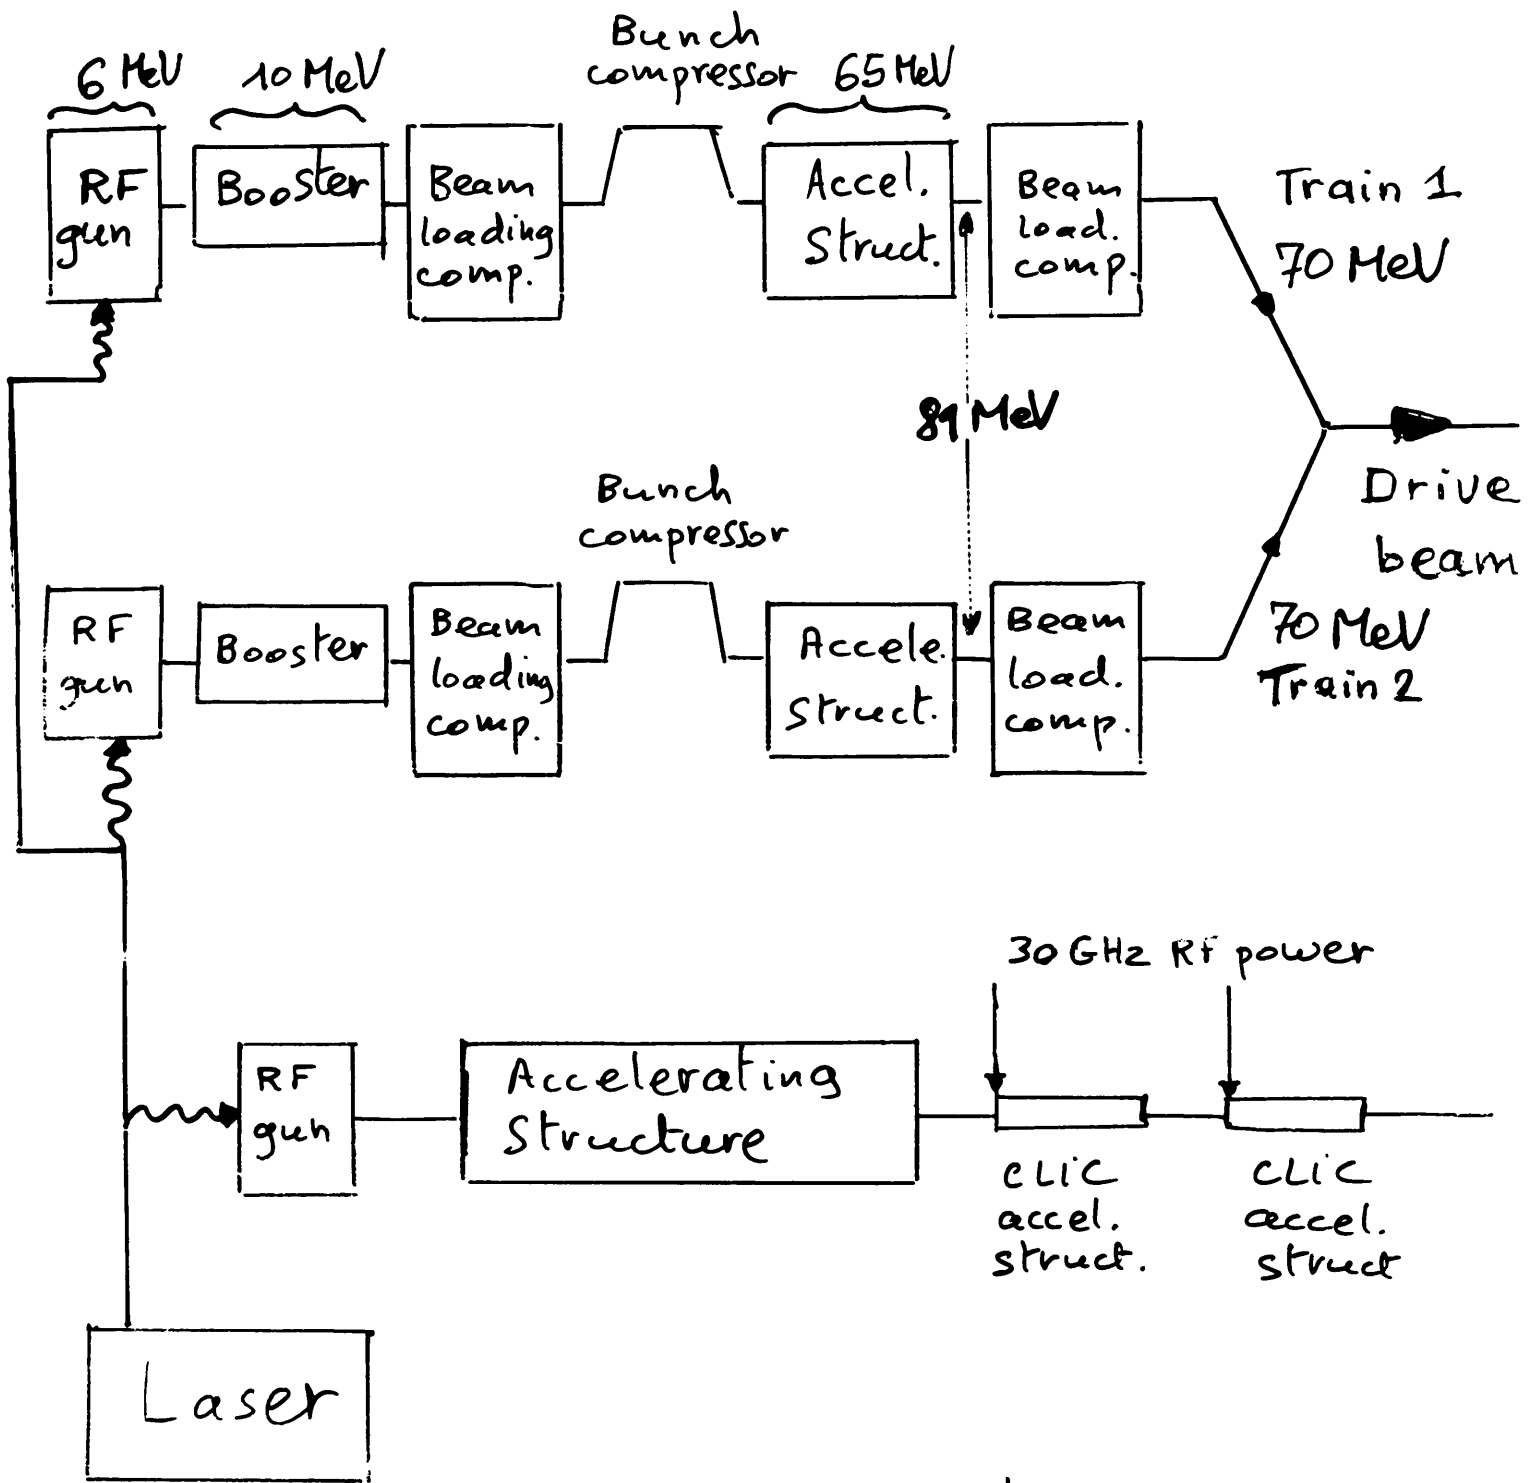 Bunch
compressor
6 MeV
10 MeV
65 MeV
RF
gun
Booster
Beam
loading
comp.
Accel.
Struct.
Beam
load.
comp.
Train 1
70 MeV
81 MeV
Drive
beam
Bunch
compressor
RF
gun
Booster
Beam
loading
comp.
Accele.
Struct.
Beam
load.
comp.
70 MeV
Train 2
30 GHz RF power
RF
gun
Accelerating
Structure
CLiC
accel.
struct.
CLiC
accel.
struct
Laser